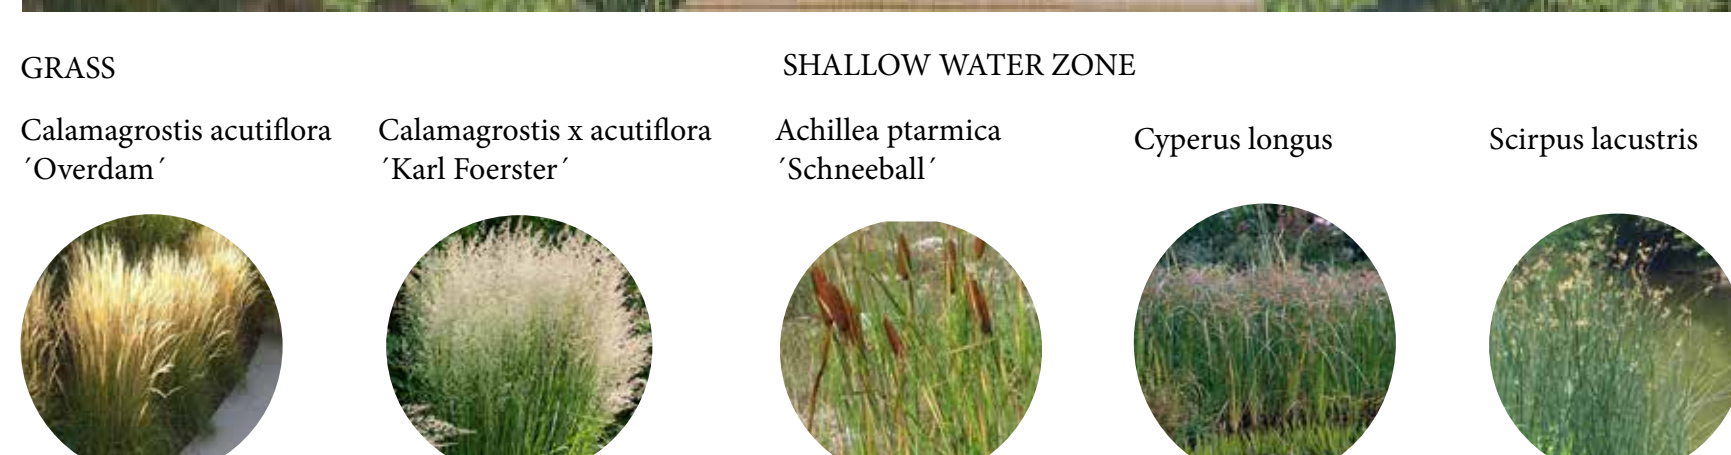 GRASS
SHALLOW WATER ZONE
Calamagrostis acutiflora
´Overdam´
Calamagrostis x acutiflora
´Karl Foerster´
Achillea ptarmica
´Schneeball´
Cyperus longus
Scirpus lacustris